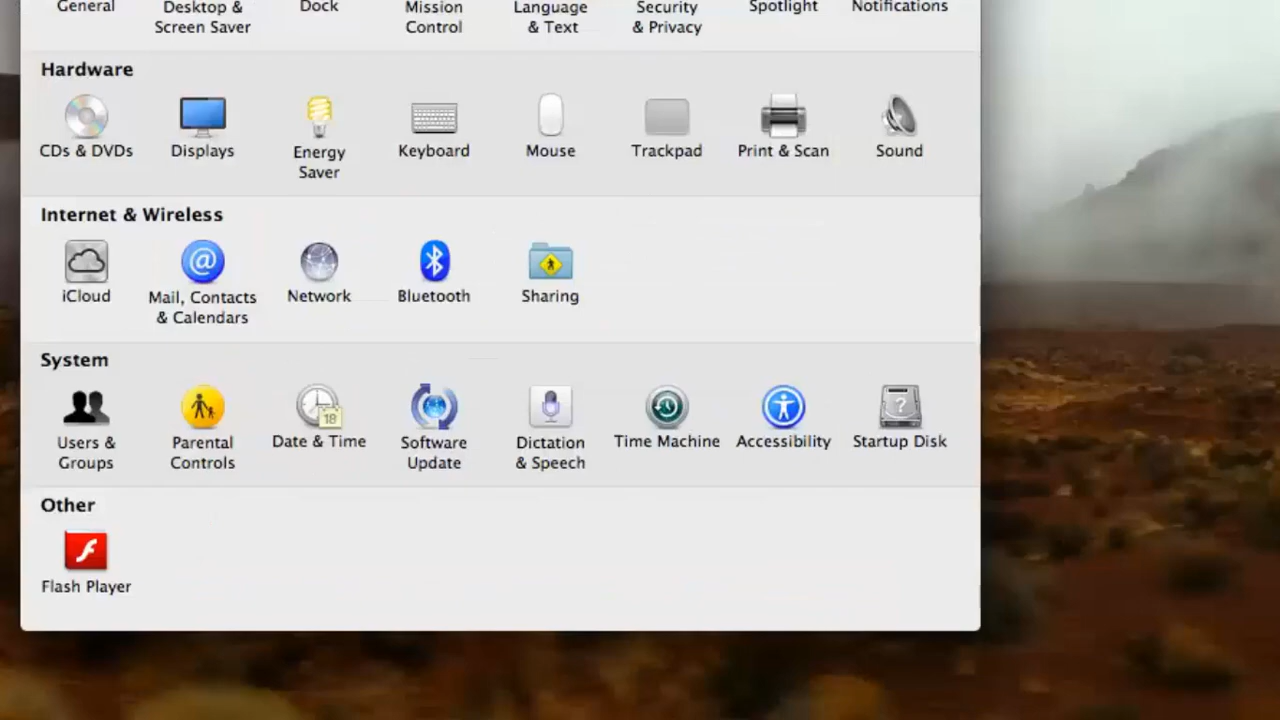 General Desktop & Dock Mission Language Security Spotlight Notifications
Screen Saver Control & Text & Privacy
Hardware
CDs & DVDs Displays Energy Keyboard Mouse Trackpad Print & Scan Sound
Saver
Internet & Wireless
iCloud Mail, Contacts Network Bluetooth Sharing
& Calendars
System
18
Users & Parental Date & Time Software Dictation Time Machine Accessibility Startup Disk
Groups Controls Update & Speech
Other
Flash Player